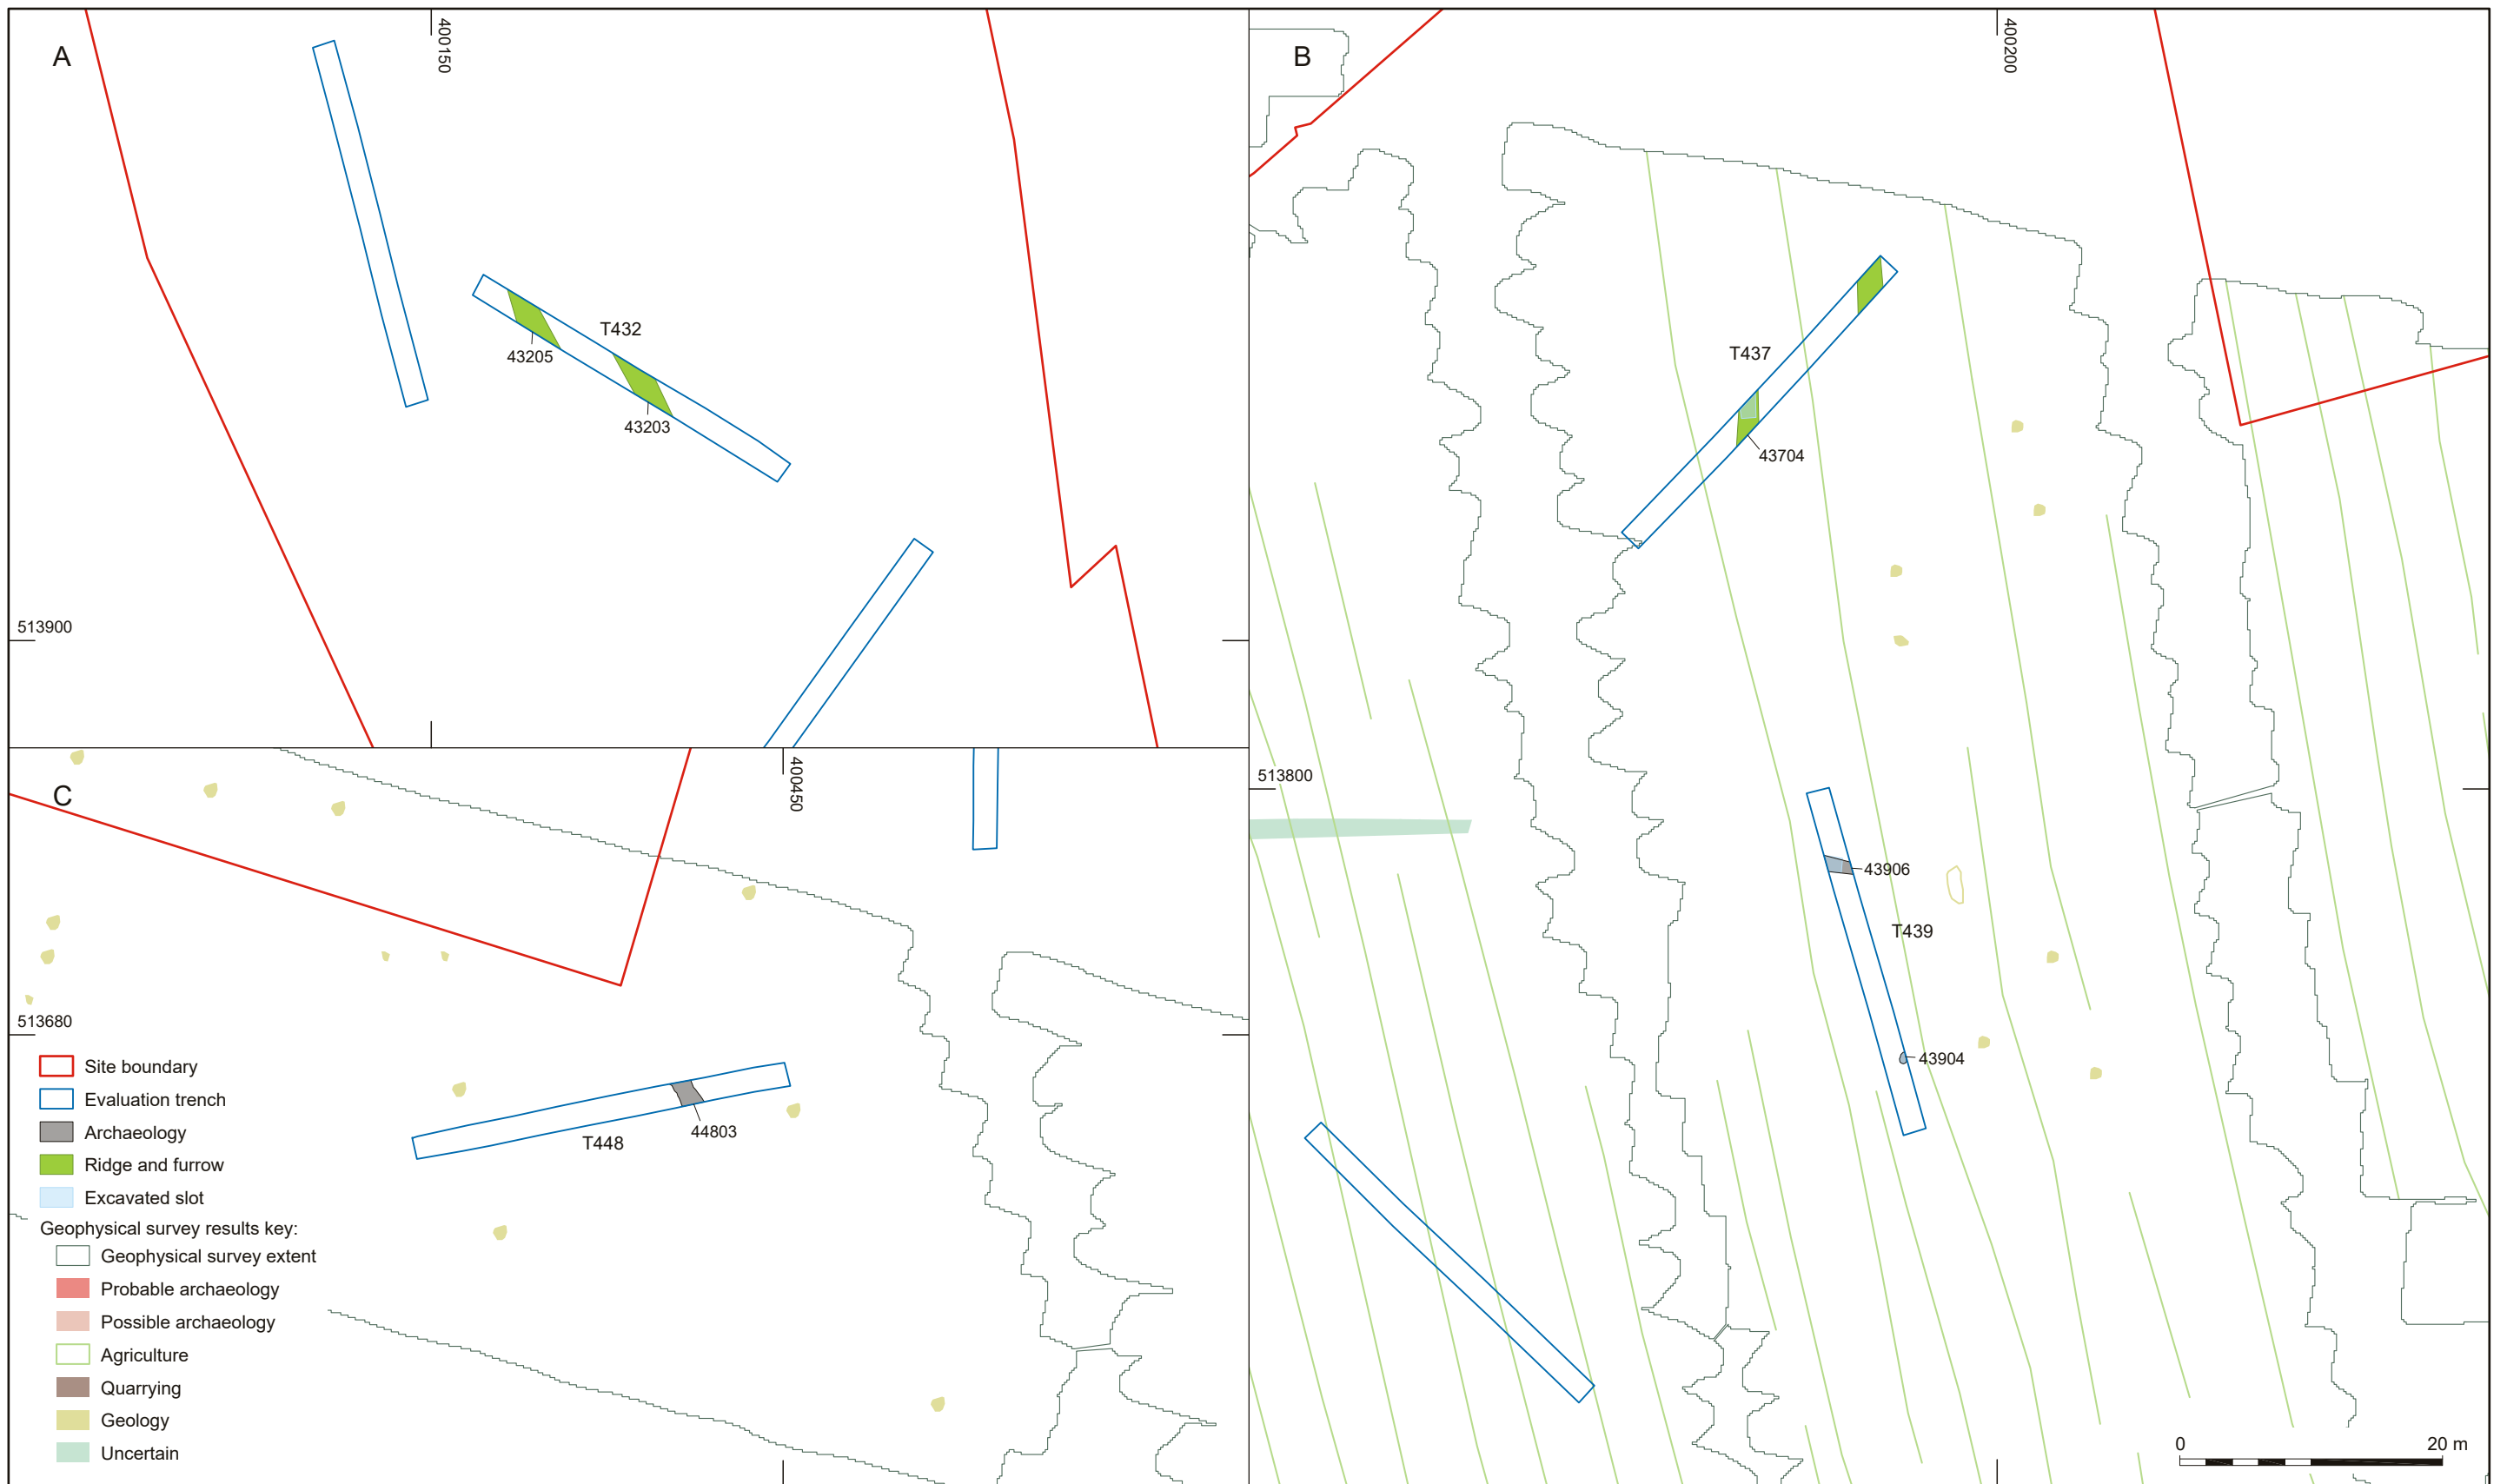 A
400150
T432
43205
43203
513900
B
400200
T437
43704
513800
43906
T439
43904
0
20 m
C
400450
513680
T448
44803
Site boundary
Evaluation trench
Archaeology
Ridge and furrow
Excavated slot
Geophysical survey results key:
Geophysical survey extent
Probable archaeology
Possible archaeology
Agriculture
Quarrying
Geology
Uncertain